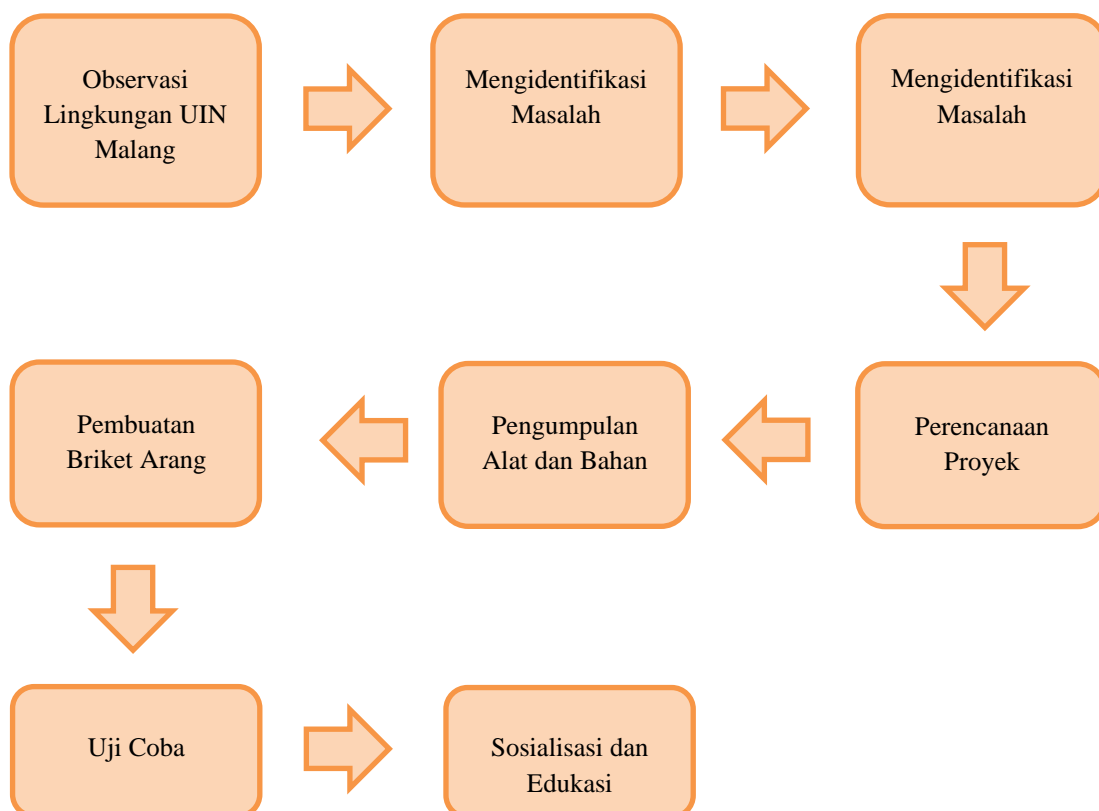 Observasi
Lingkungan UIN
Malang
Mengidentifikasi
Masalah
Mengidentifikasi
Masalah
Perencanaan
Proyek
Pengumpulan
Alat dan Bahan
Pembuatan
Briket Arang
Uji Coba
Sosialisasi dan
Edukasi